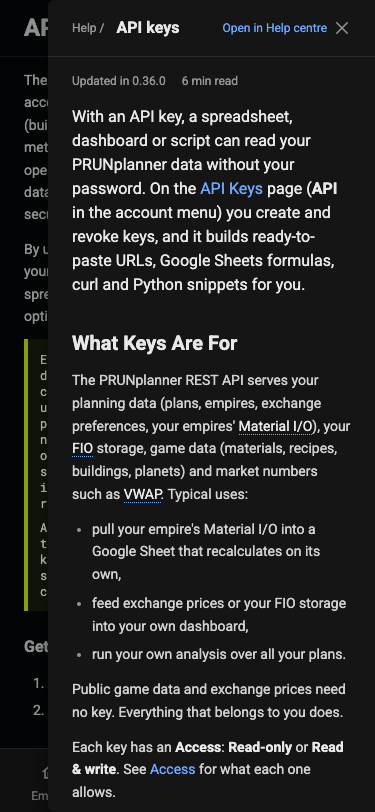 Help / API keys Open in Help centre
Updated in 0.36.0 6 min read
With an API key, a spreadsheet,
dashboard or script can read your
PRUNplanner data without your
password. On the API Keys page (API
in the account menu) you create and
revoke keys, and it builds ready-to-
paste URLs, Google Sheets formulas,
curl and Python snippets for you.
What Keys Are For
The PRUNplanner REST API serves your
planning data (plans, empires, exchange
preferences, your empires' Material I/O), your
FIO storage, game data (materials, recipes,
buildings, planets) and market numbers
such as VWAP. Typical uses:
• pull your empire's Material I/O into a
Google Sheet that recalculates on its
own,
• feed exchange prices or your FIO storage
into your own dashboard,
• run your own analysis over all your plans.
Public game data and exchange prices need
no key. Everything that belongs to you does.
Each key has an Access: Read-only or Read
& write. See Access for what each one
allows.
The
By u
Get
1.
2.
Em